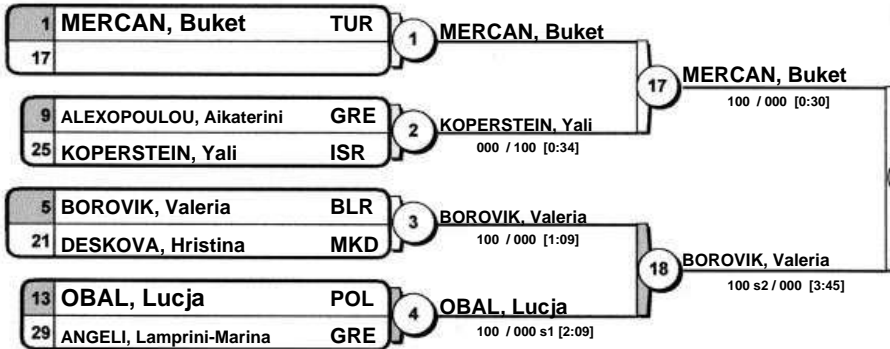 1 MERCAN, Buket TUR
17
1 MERCAN, Buket
17 MERCAN, Buket
100 / 000 [0:30]
9 ALEXOPOULOU, Aikaterini GRE
25 KOPERSTEIN, Yali ISR
2 KOPERSTEIN, Yali
000 / 100 [0:34]
5 BOROVIK, Valeria BLR
21 DESKOVA, Hristina MKD
3 BOROVIK, Valeria
100 / 000 [1:09]
18 BOROVIK, Valeria
100 s2 / 000 [3:45]
13 OBAL, Lucja POL
29 ANGELI, Lamprini-Marina GRE
4 OBAL, Lucja
100 / 000 s1 [2:09]